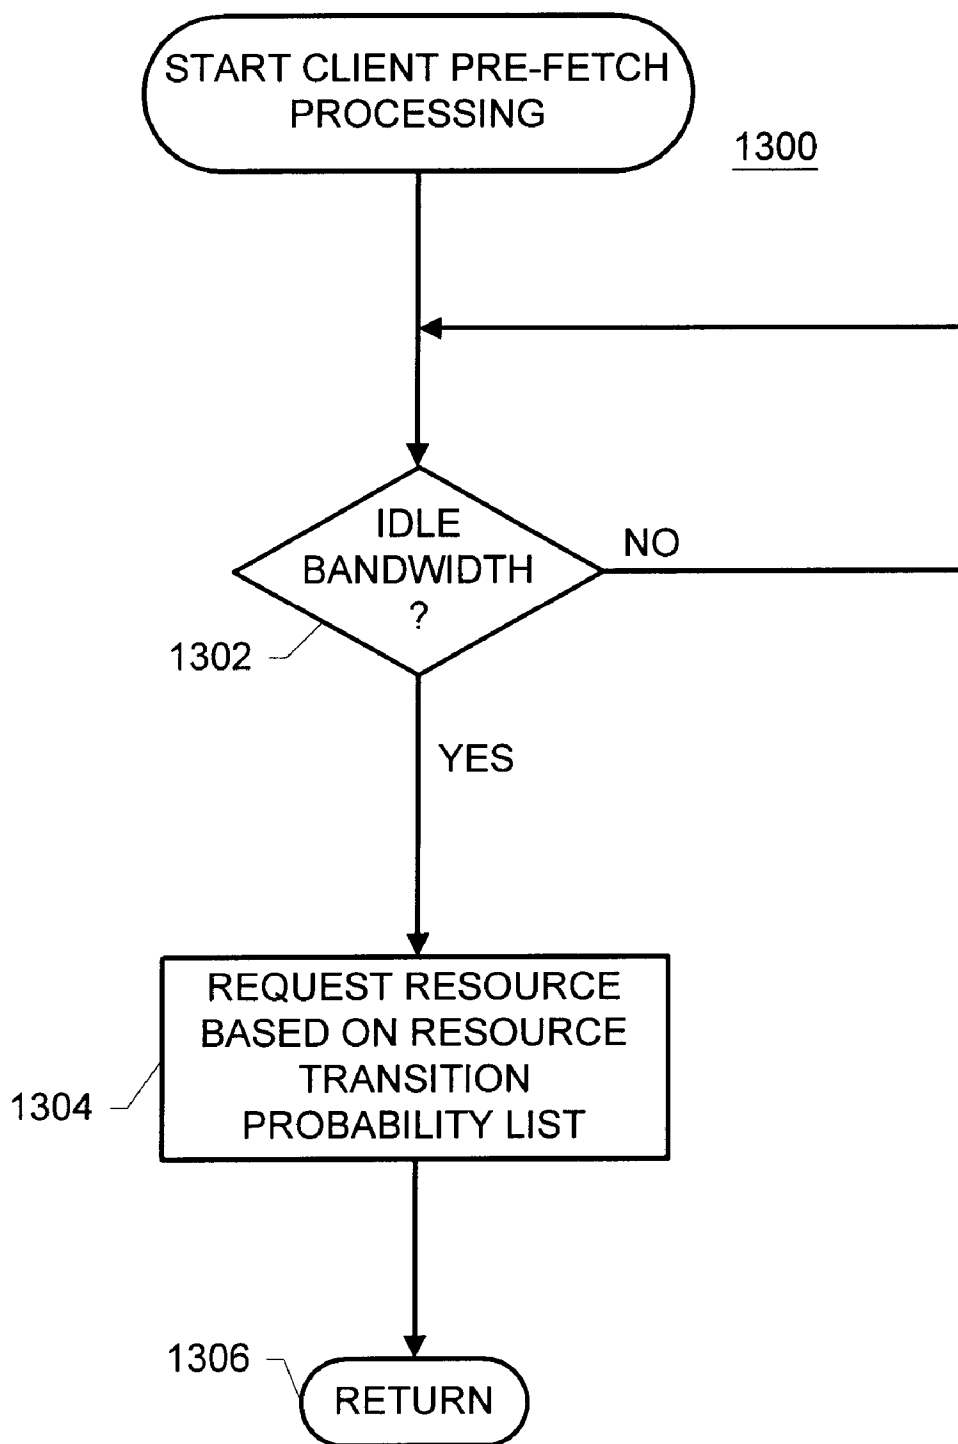 START CLIENT PRE-FETCH
PROCESSING
1300
IDLE
BANDWIDTH
?
NO
1302
YES
REQUEST RESOURCE
BASED ON RESOURCE
TRANSITION
PROBABILITY LIST
1304
1306
RETURN